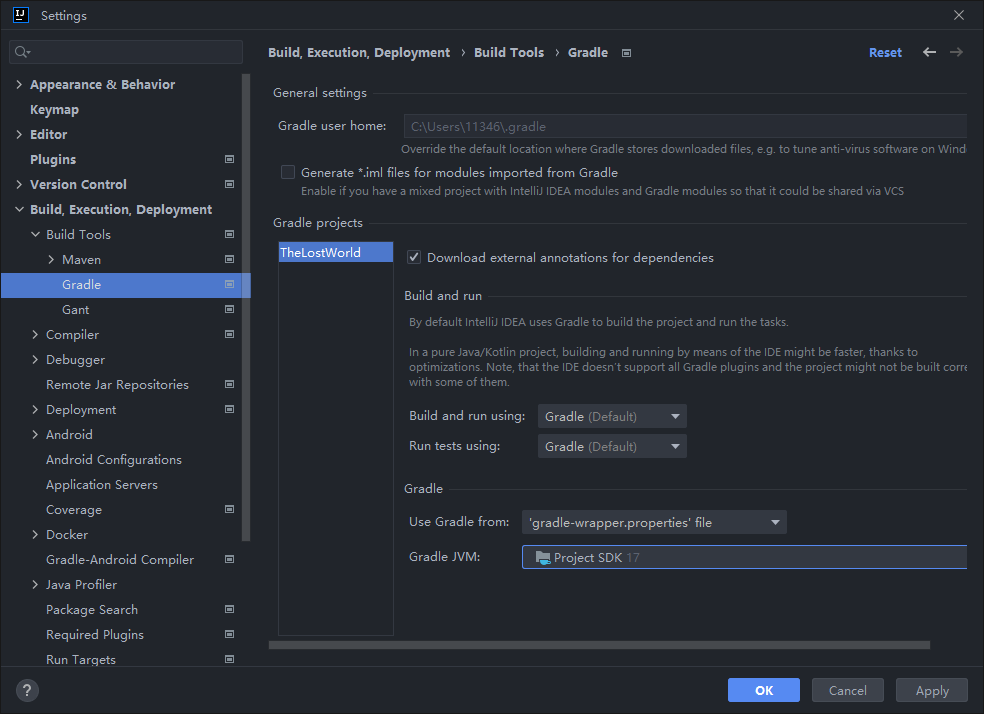 IJ
Settings
Appearance & Behavior
Keymap
Editor
Plugins
Version Control
Build, Execution, Deployment
Build Tools
Maven
Gradle
Gant
Compiler
Debugger
Remote Jar Repositories
Deployment
Android
Android Configurations
Application Servers
Coverage
Docker
Gradle-Android Compiler
Java Profiler
Package Search
Required Plugins
Run Targets
Build, Execution, Deployment › Build Tools › Gradle
Reset
General settings
Gradle user home: C:\Users\11346\.gradle
Override the default location where Gradle stores downloaded files, e.g. to tune anti-virus software on Wind
Generate *.iml files for modules imported from Gradle
Enable if you have a mixed project with IntelliJ IDEA modules and Gradle modules so that it could be shared via VCS
Gradle projects
TheLostWorld
Download external annotations for dependencies
Build and run
By default IntelliJ IDEA uses Gradle to build the project and run the tasks.
In a pure Java/Kotlin project, building and running by means of the IDE might be faster, thanks to
optimizations. Note, that the IDE doesn't support all Gradle plugins and the project might not be built corre
with some of them.
Build and run using: Gradle (Default)
Run tests using: Gradle (Default)
Gradle
Use Gradle from: 'gradle-wrapper.properties' file
Gradle JVM: Project SDK 17
?
OK
Cancel
Apply